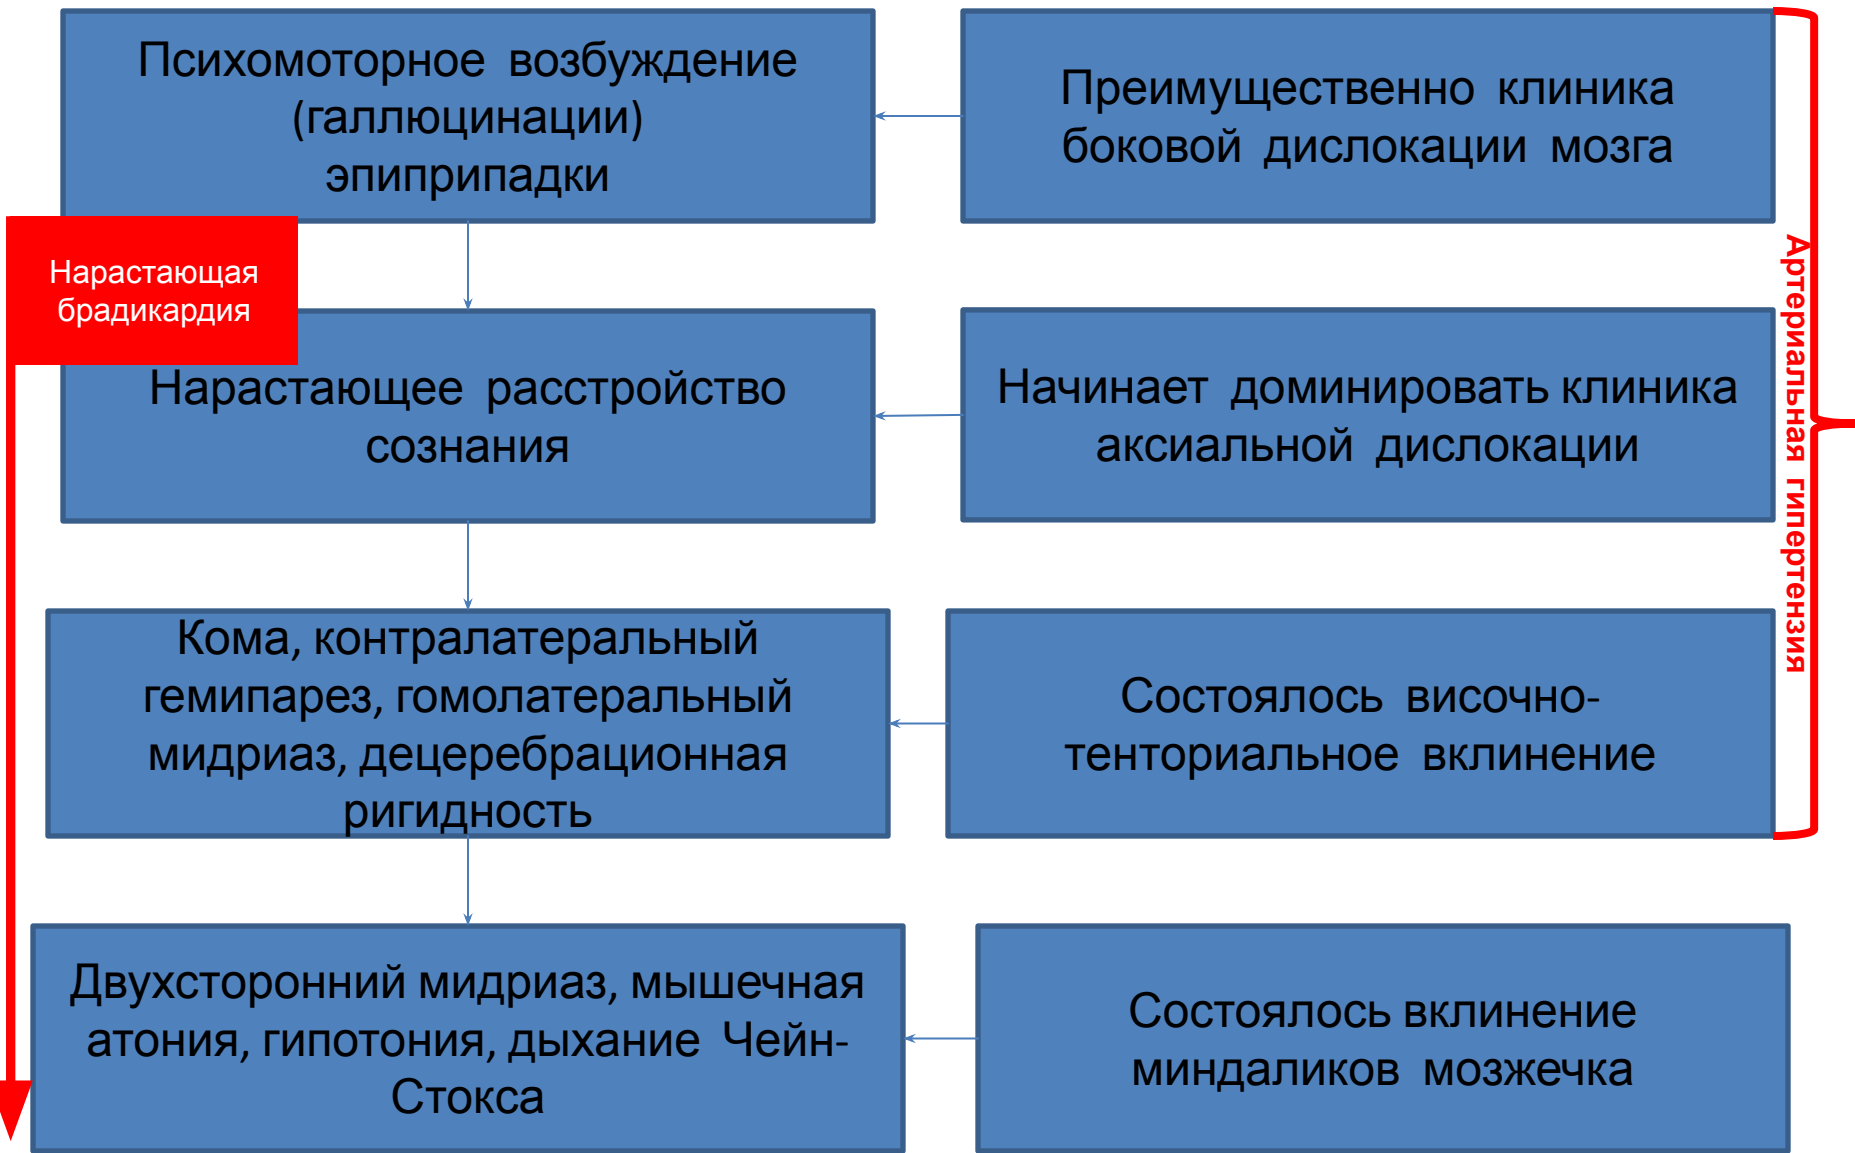 Психомоторное возбуждение
(галлюцинации)
эпиприпадки
Преимущественно клиника
боковой дислокации мозга
Нарастающая
брадикардия
Артериальная гипертензия
Нарастающее расстройство
сознания
Начинает доминировать клиника
аксиальной дислокации
Кома, контралатеральный
гемипарез, гомолатеральный
мидриаз, децеребрационная
ригидность
Состоялось височно-
тенториальное вклинение
Двухсторонний мидриаз, мышечная
атония, гипотония, дыхание Чейн-
Стокса
Состоялось вклинение
миндаликов мозжечка